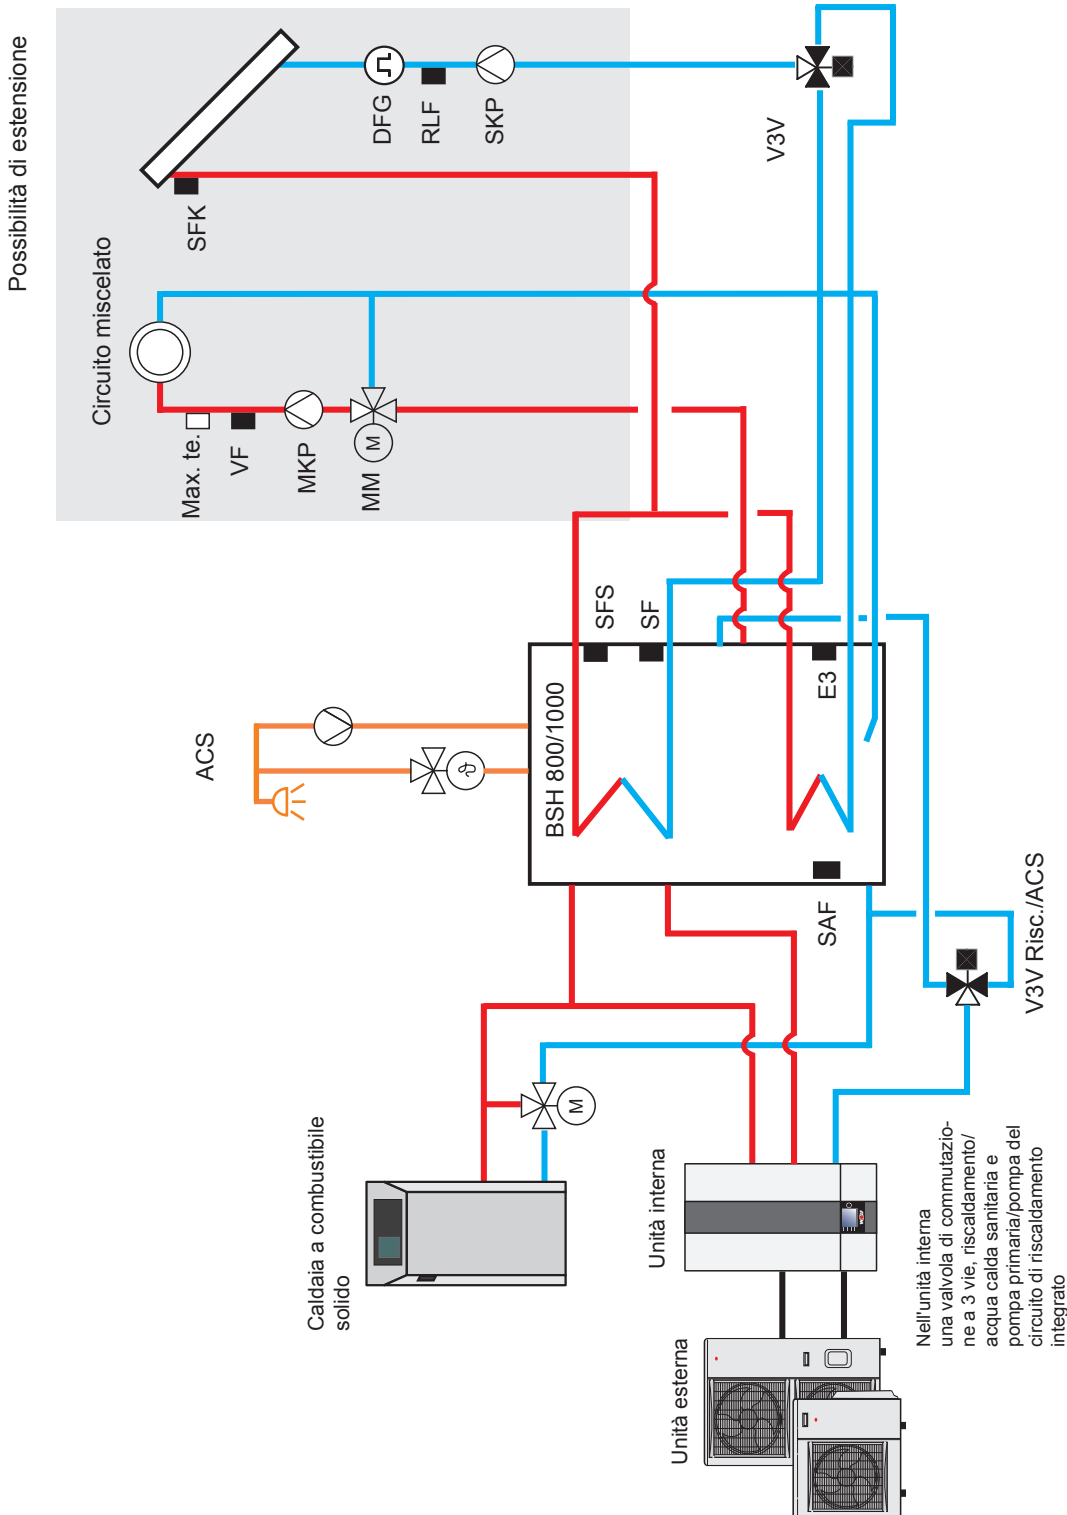 Possibilità di estensione
Circuito miscelato
SFK
DFG
RLF
SKP
V3V
Max. te.
VF
MKP
MM
M
ACS
ϑ
BSH 800/1000
SFS
SF
E3
SAF
V3V Risc./ACS
M
Caldaia a combustibile
solido
Unità interna
Unità esterna
Nell'unità interna
una valvola di commutazio-
ne a 3 vie, riscaldamento/
acqua calda sanitaria e
pompa primaria/pompa del
circuito di riscaldamento
integrato